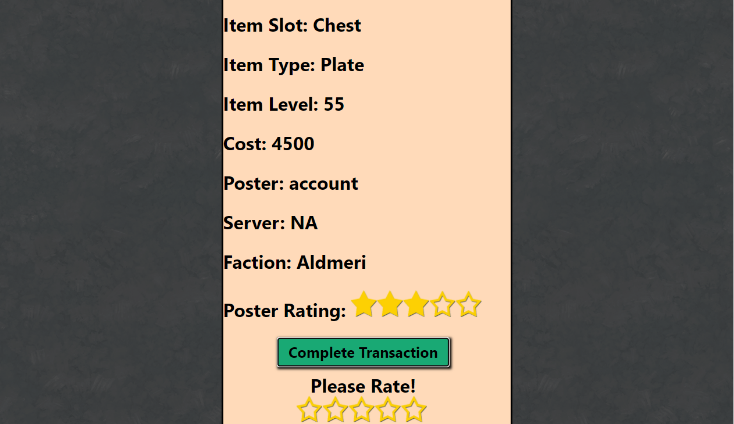 Item Slot: Chest
Item Type: Plate
Item Level: 55
Cost: 4500
Poster: account
Server: NA
Faction: Aldmeri
Poster Rating:
Complete Transaction
Please Rate!